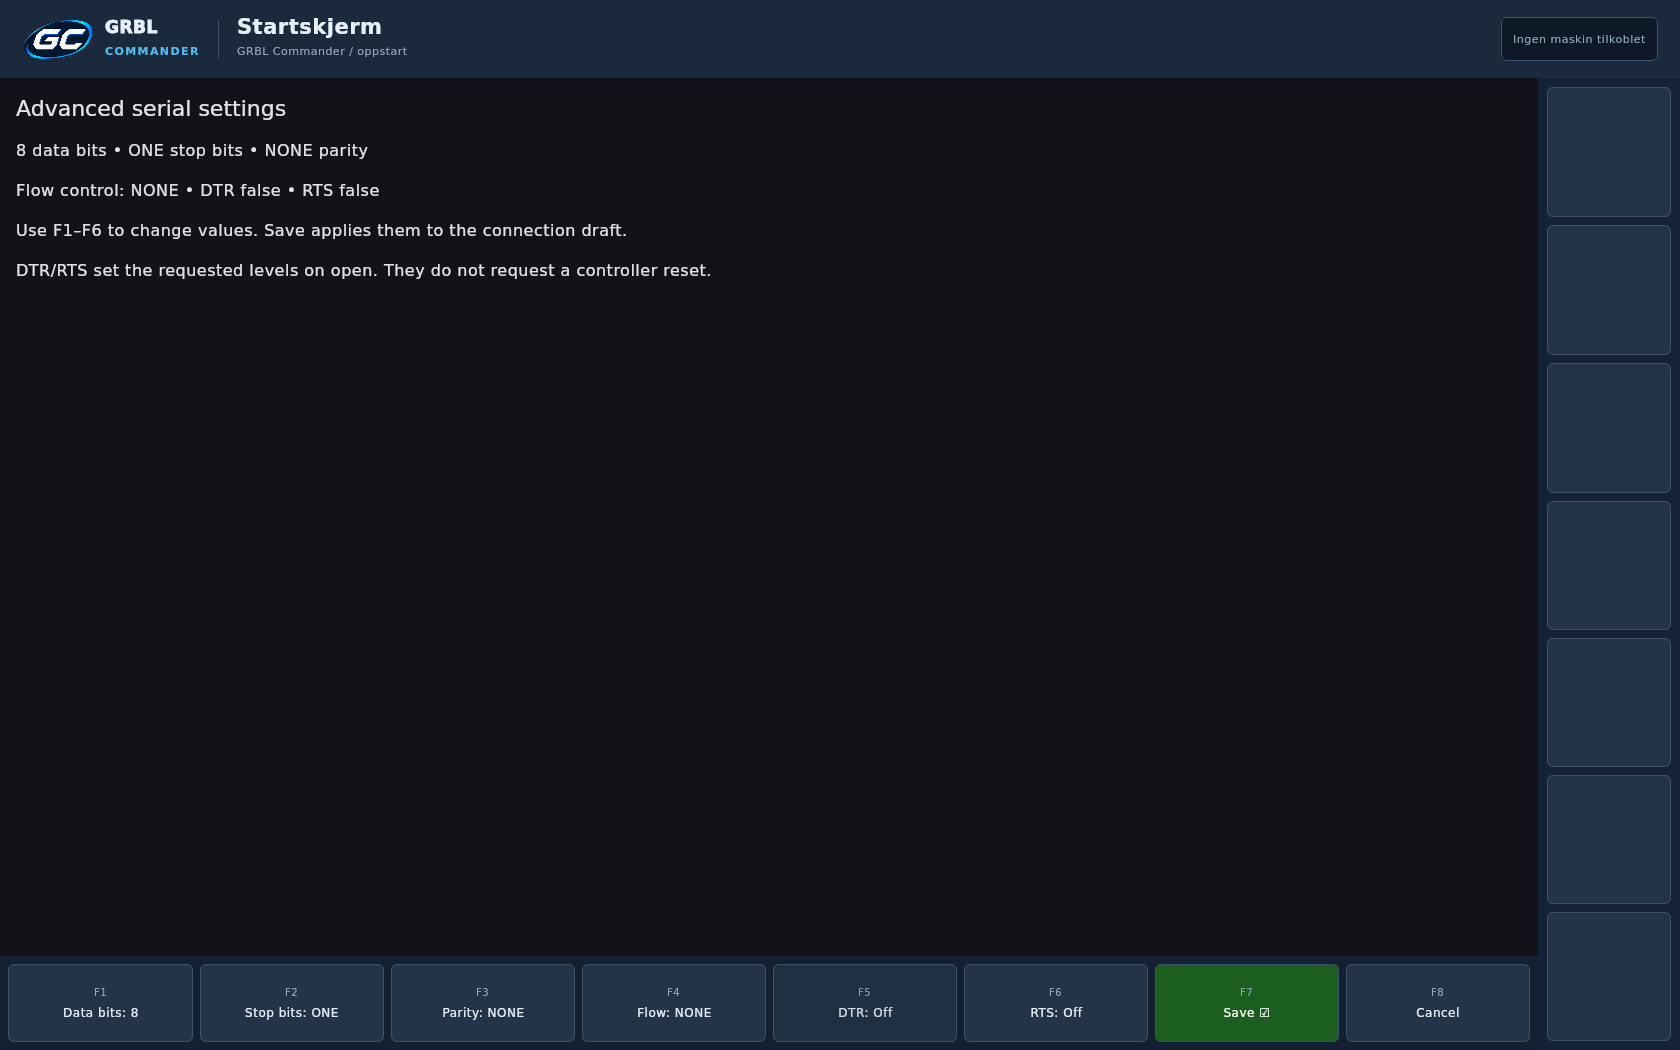 GC
GRBL
COMMANDER
Startskjerm
GRBL Commander / oppstart
Ingen maskin tilkoblet
Advanced serial settings
8 data bits • ONE stop bits • NONE parity
Flow control: NONE • DTR false • RTS false
Use F1–F6 to change values. Save applies them to the connection draft.
DTR/RTS set the requested levels on open. They do not request a controller reset.
F1
Data bits: 8
F2
Stop bits: ONE
F3
Parity: NONE
F4
Flow: NONE
F5
DTR: Off
F6
RTS: Off
F7
Save ☑
F8
Cancel